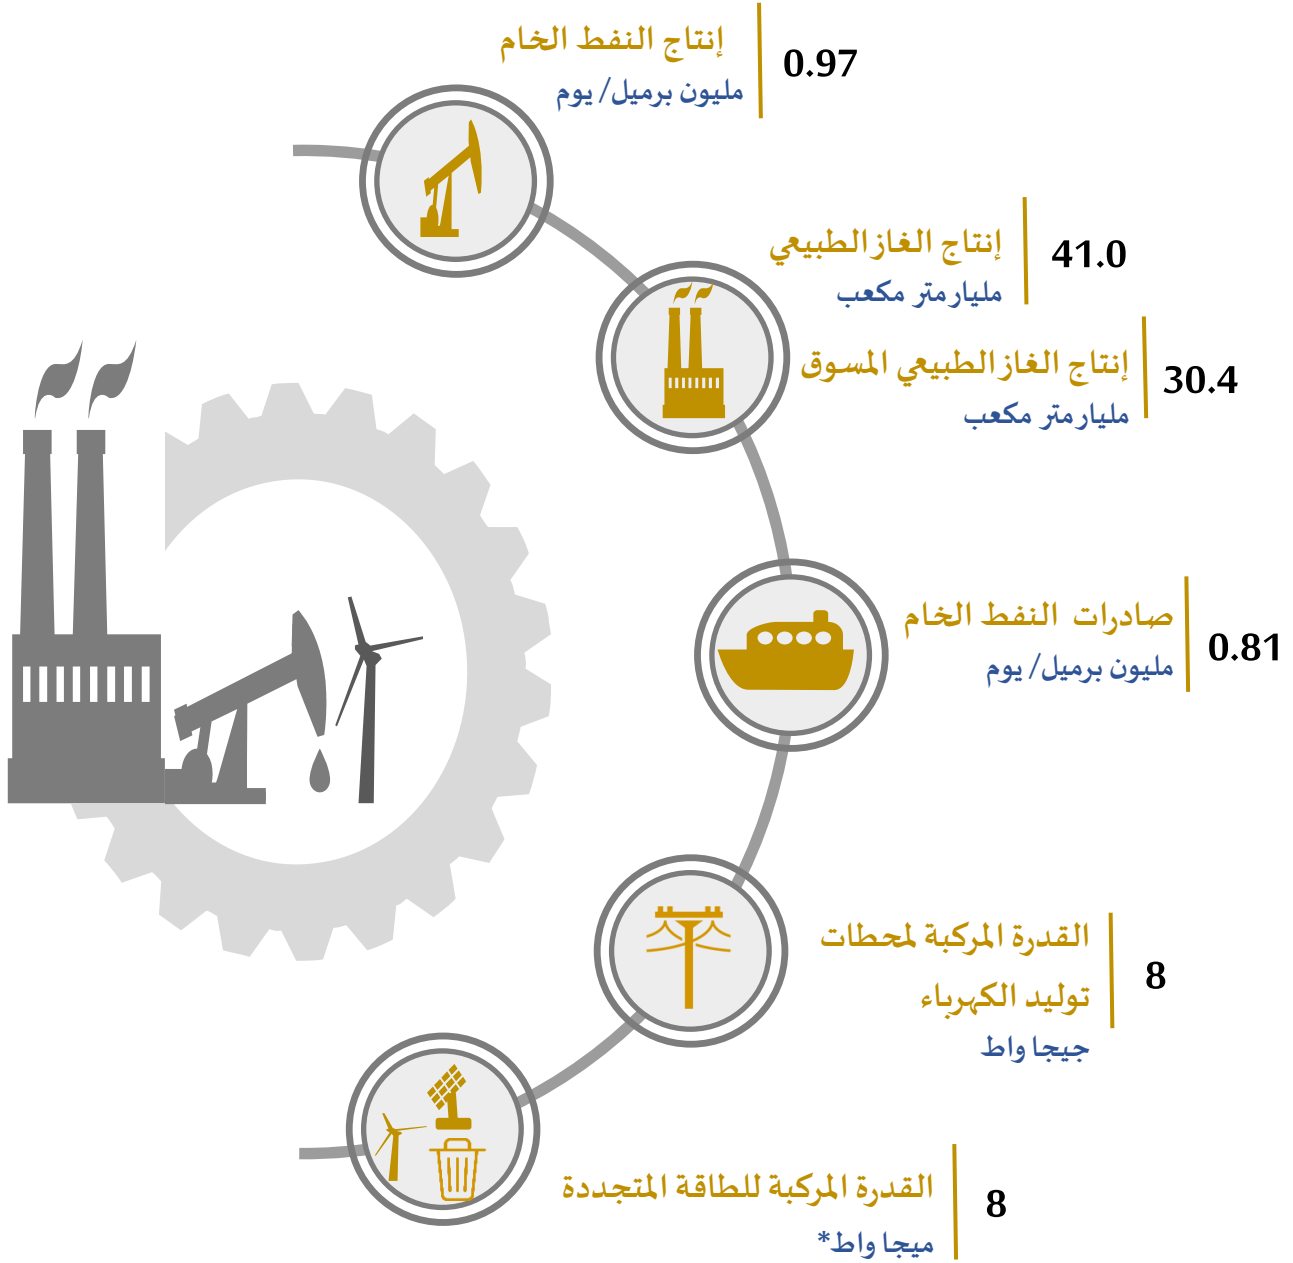 إنتاج النفط الخام
مليون برميل/ يوم
0.97
إنتاج الغاز الطبيعي
مليار متر مكعب
41.0
إنتاج الغاز الطبيعي المسوق
مليار متر مكعب
30.4
صادرات النفط الخام
مليون برميل/ يوم
0.81
القدرة المركبة لمحطات
توليد الكهرباء
جيجا واط
8
القدرة المركبة للطاقة المتجددة
ميجا واط*
8